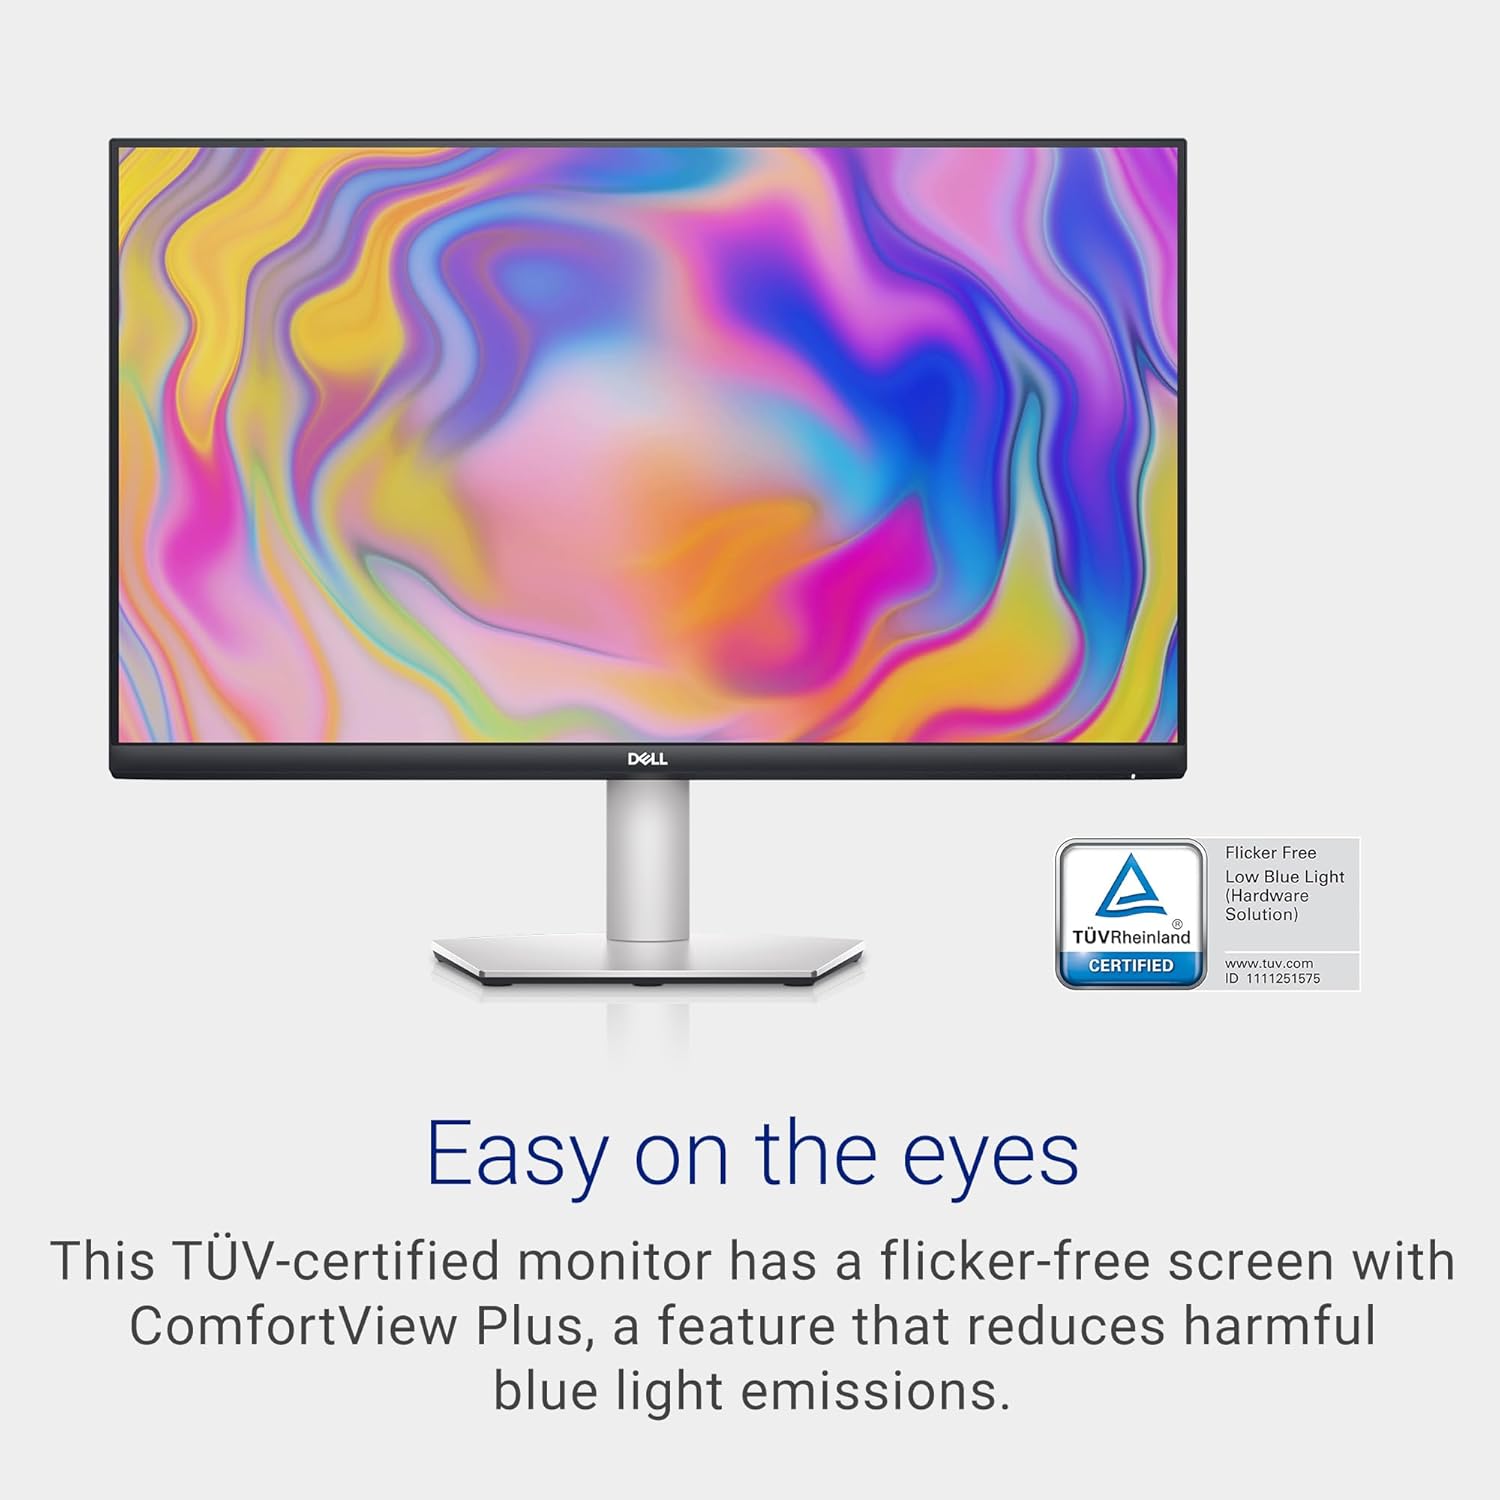 DELL
Flicker Free
Low Blue Light
(Hardware
Solution)
®
TÜVRheinland
CERTIFIED
www.tuv.com
ID 1111251575
Easy on the eyes
This TÜV-certified monitor has a flicker-free screen with
ComfortView Plus, a feature that reduces harmful
blue light emissions.